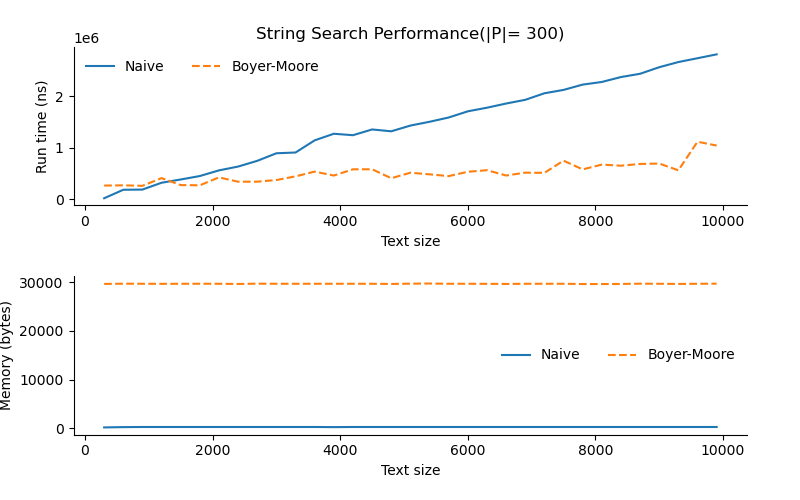 String Search Performance(|P|= 300)
1e6
Naive Boyer-Moore
Run time (ns)
2
1
0
0 2000 4000 6000 8000 10000
Text size
30000
20000
10000
0
Memory (bytes)
Naive Boyer-Moore
0 2000 4000 6000 8000 10000
Text size